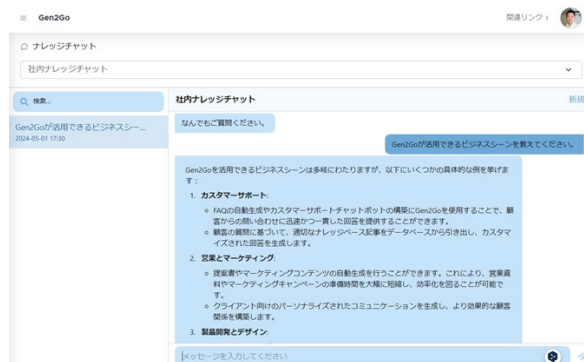 Gen2Go
関連リンク
ナレッジチャット
社内ナレッジチャット
検索...
Gen2Goが活用できるビジネスシー...
2024-05-01 17:30
社内ナレッジチャット
新規
なんでもご質問ください。
Gen2Goが活用できるビジネスシーンを教えてください。
Gen2Goを活用できるビジネスシーンは多岐にわたりますが、以下にいくつかの具体的な例を挙げま
す：
1. カスタマーサポート:
FAQの自動生成やカスタマーサポートチャットボットの構築にGen2Goを使用することで、顧
客からの問い合わせに迅速かつ一貫した回答を提供することができます。
顧客の質問に基づいて、適切なナレッジベース記事をデータベースから引き出し、カスタマ
イズされた回答を生成します。
2. 営業とマーケティング:
提案書やマーケティングコンテンツの自動生成を行うことができます。これにより、営業資
料やマーケティングキャンペーンの準備時間を大幅に短縮し、効率化を図ることが可能で
す。
クライアント向けのパーソナライズされたコミュニケーションを生成し、より効果的な顧客
関係を構築します。
3. 製品開発とデザイン:
メッセージを入力してください